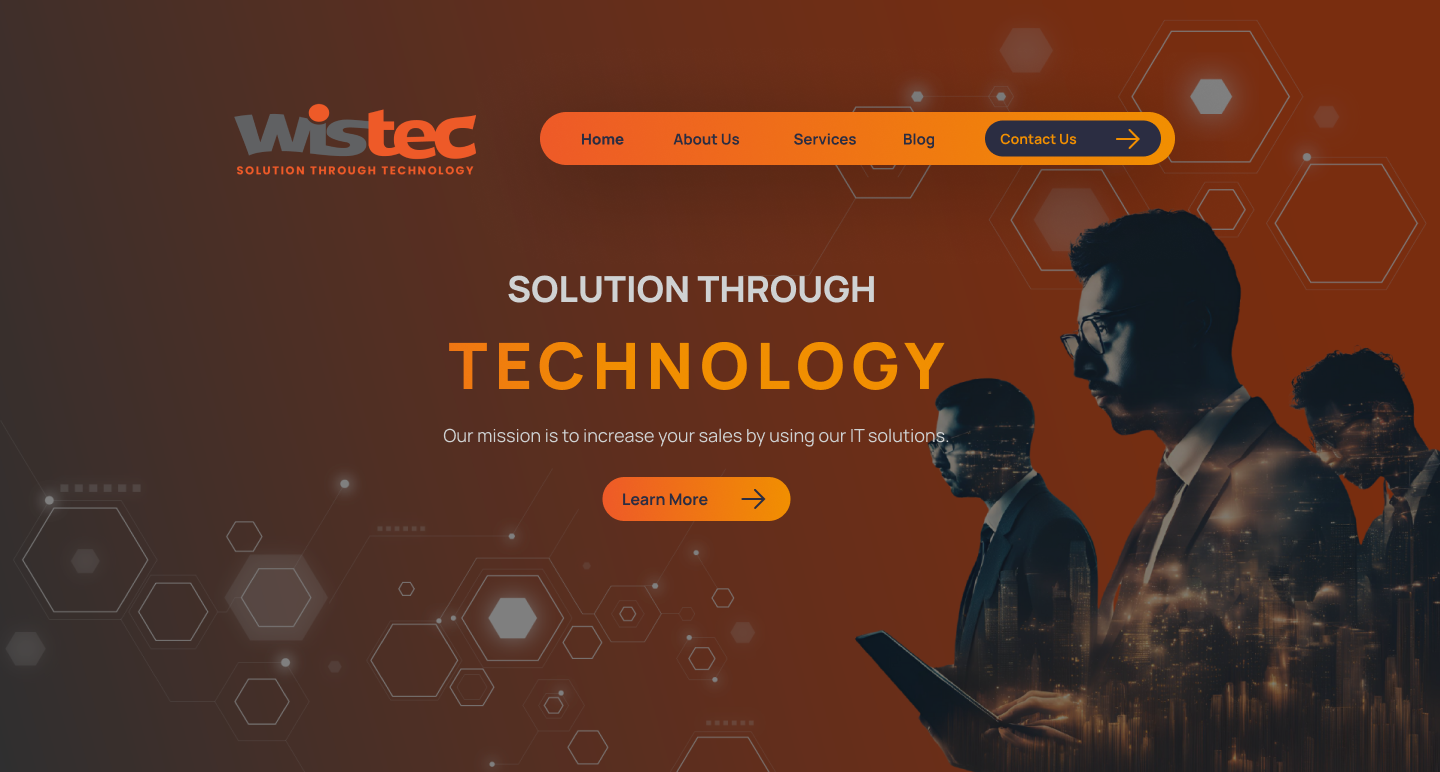 wistec
SOLUTION THROUGH TECHNOLOGY
Home About Us Services Blog Contact Us
SOLUTION THROUGH
TECHNOLOGY
Our mission is to increase your sales by using our IT solutions.
Learn More